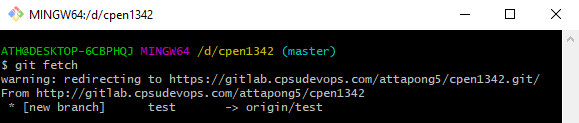 MINGW64:/d/cpen1342
ATH@DESKTOP-6CBPHQJ MINGW64 /d/cpen1342 (master)
$ git fetch
warning: redirecting to https://gitlab.cpsudevops.com/attapong5/cpen1342.git/
From http://gitlab.cpsudevops.com/attapong5/cpen1342
 * [new branch]      test       -> origin/test